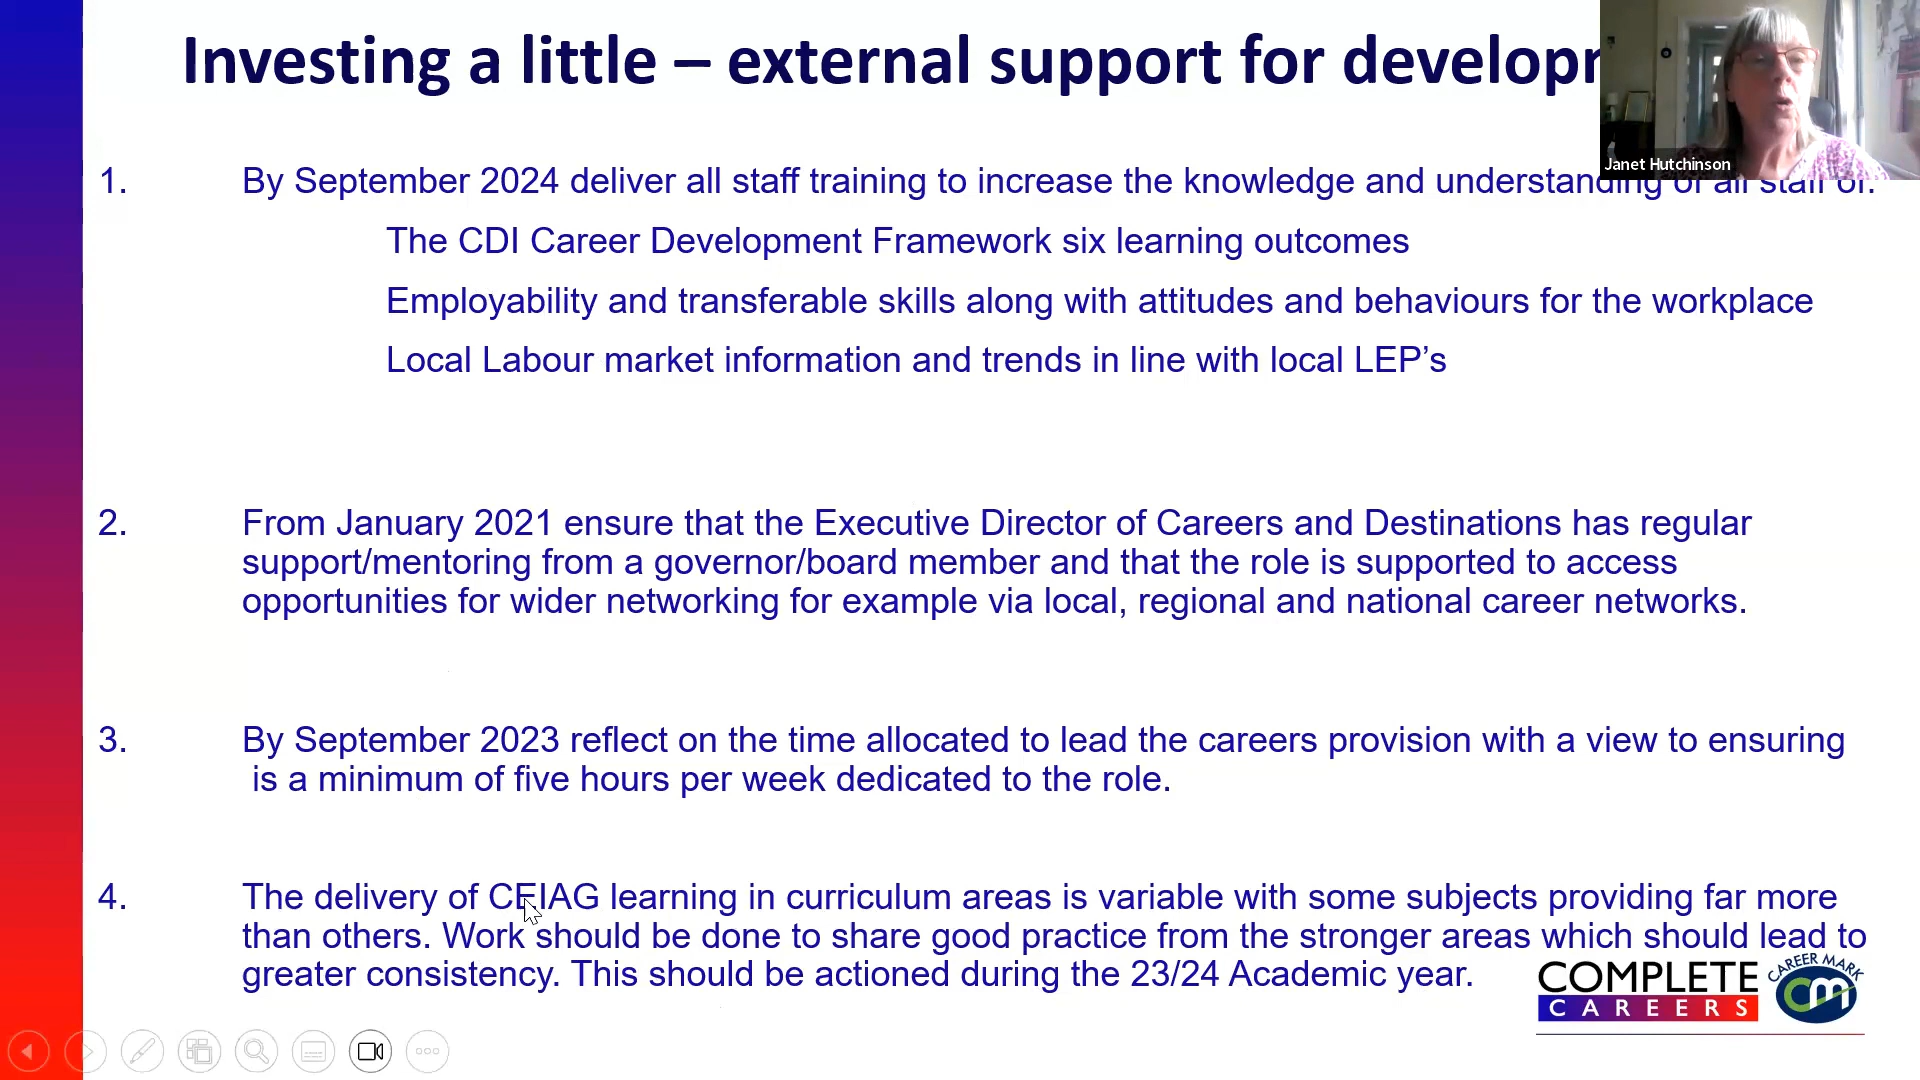 Investing a little – external support for develop
Janet Hutchinson
1. By September 2024 deliver all staff training to increase the knowledge and understanding of all staff of:
The CDI Career Development Framework six learning outcomes
Employability and transferable skills along with attitudes and behaviours for the workplace
Local Labour market information and trends in line with local LEP’s
2. From January 2021 ensure that the Executive Director of Careers and Destinations has regular
support/mentoring from a governor/board member and that the role is supported to access
opportunities for wider networking for example via local, regional and national career networks.
3. By September 2023 reflect on the time allocated to lead the careers provision with a view to ensuring
is a minimum of five hours per week dedicated to the role.
4. The delivery of CEIAG learning in curriculum areas is variable with some subjects providing far more
than others. Work should be done to share good practice from the stronger areas which should lead to
greater consistency. This should be actioned during the 23/24 Academic year.
COMPLETE
CAREERS
CAREER MARK
cm